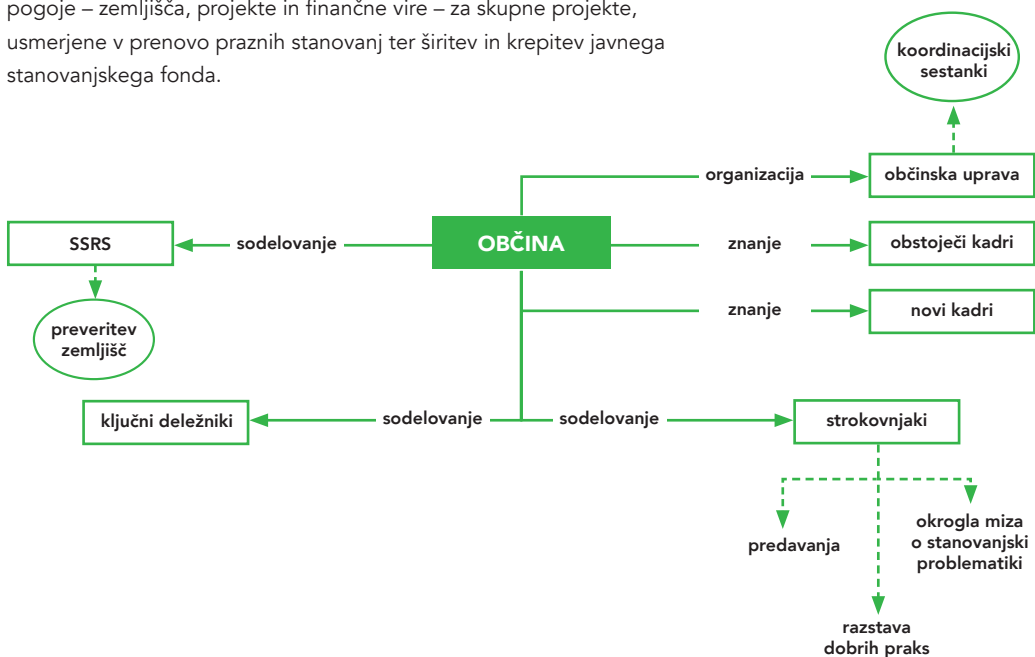 pogoje – zemljišča, projekte in finančne vire – za skupne projekte,
usmerjene v prenovo praznih stanovanj ter širitev in krepitev javnega
stanovanjskega fonda.
koordinacijski
sestanki
organizacija
občinska uprava
SSRS
sodelovanje
OBČINA
znanje
obstoječi kadri
preveritev
zemljišč
znanje
novi kadri
ključni deležniki
sodelovanje
sodelovanje
strokovnjaki
predavanja
okrogla miza
o stanovanjski
problematiki
razstava
dobrih praks